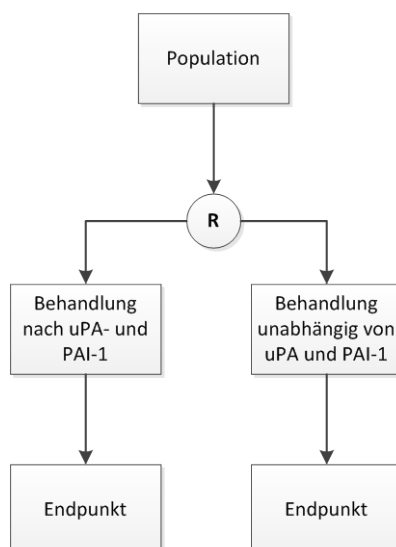 Population
R
Behandlung
nach uPA- und
PAI-1
Behandlung
unabhängig von
uPA und PAI-1
Endpunkt
Endpunkt